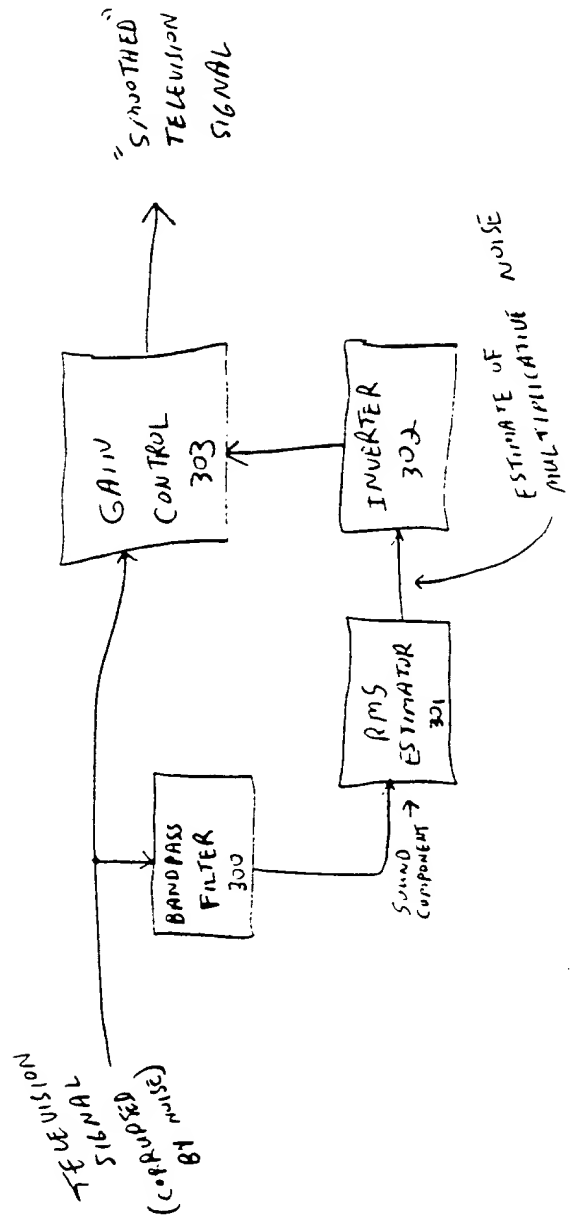 TELEVISION
SIGNAL
(CORRUPSED
BY NOISE)
BANDPASS
FILTER
300
SOUND
COMPONENT →
RMS
ESTIMATOR
301
ESTIMATE OF
MULTIPLICATIVE NOISE
INVERTER
302
GAIN
CONTROL
303
"SMOOTHED"
TELEVISION
SIGNAL